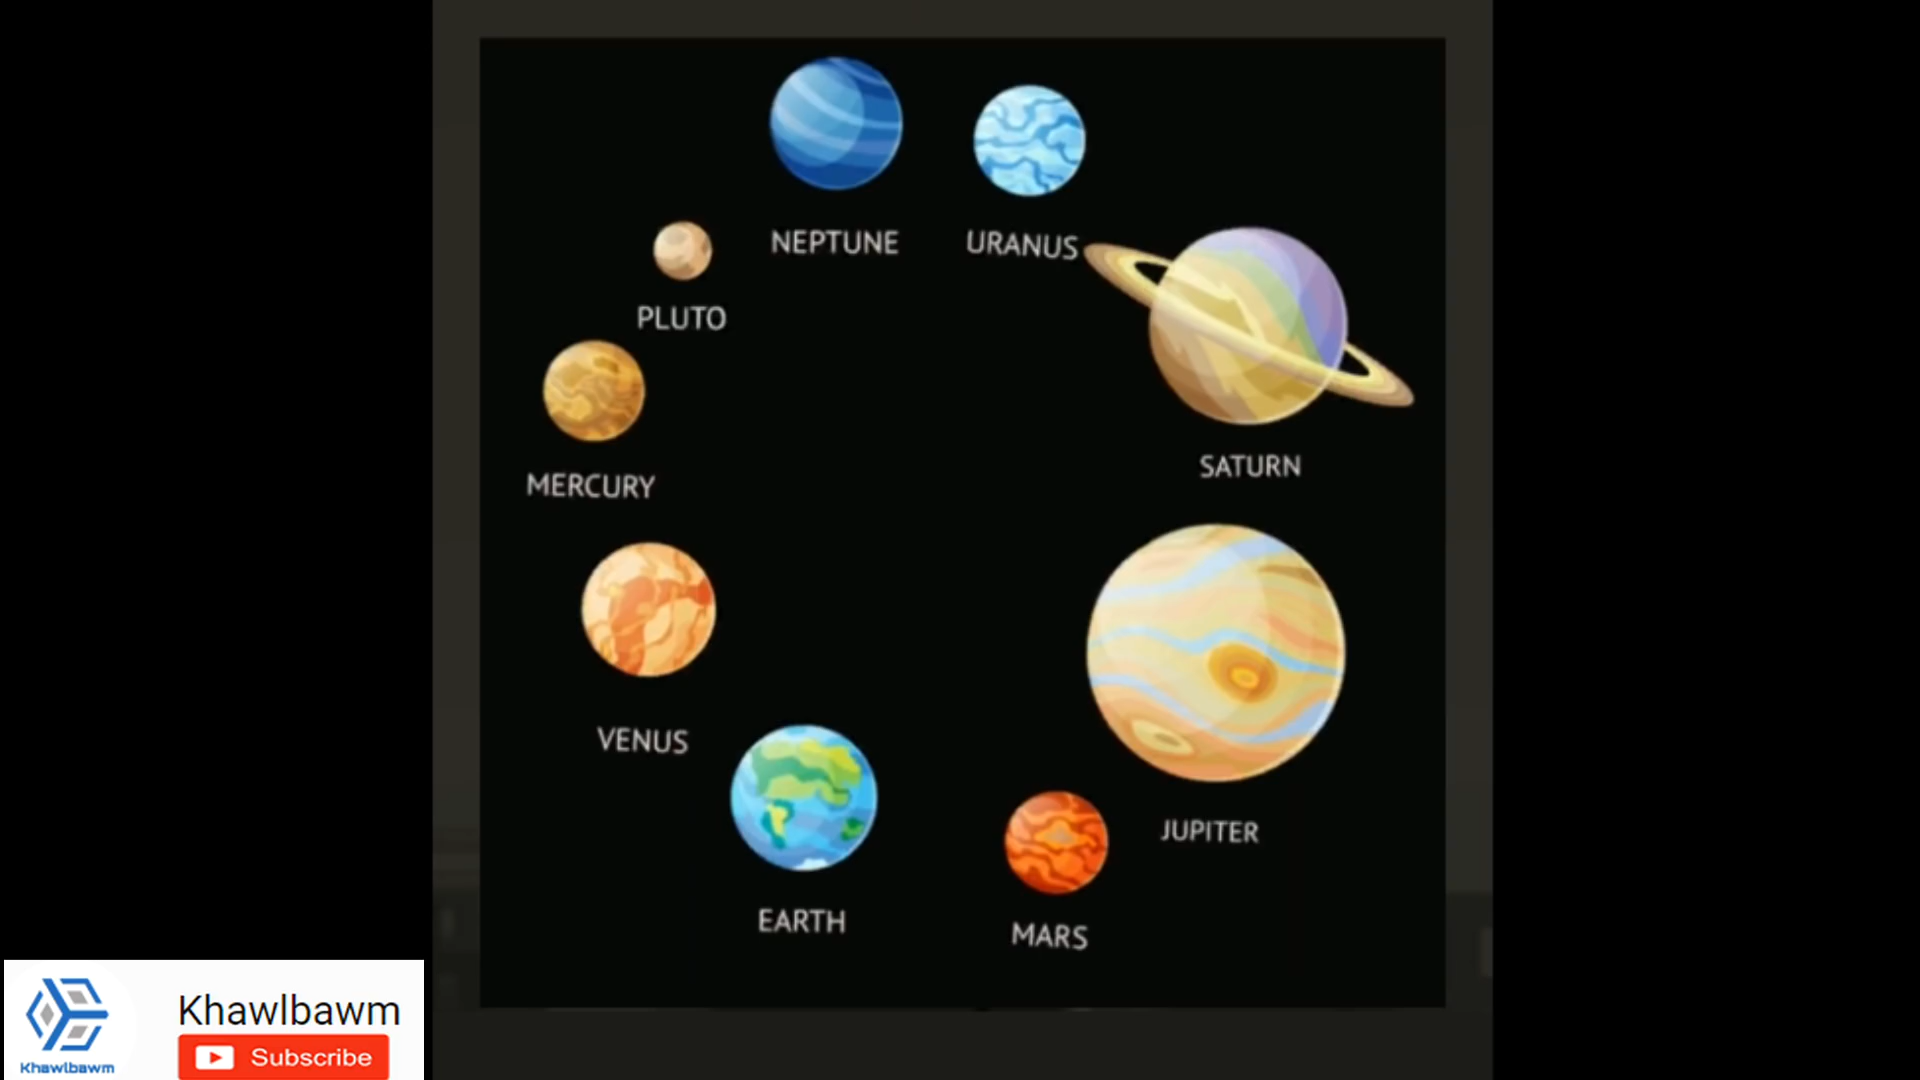 NEPTUNE
URANUS
PLUTO
SATURN
MERCURY
VENUS
JUPITER
EARTH
MARS
Khawlbawm
Khawlbawm
Subscribe